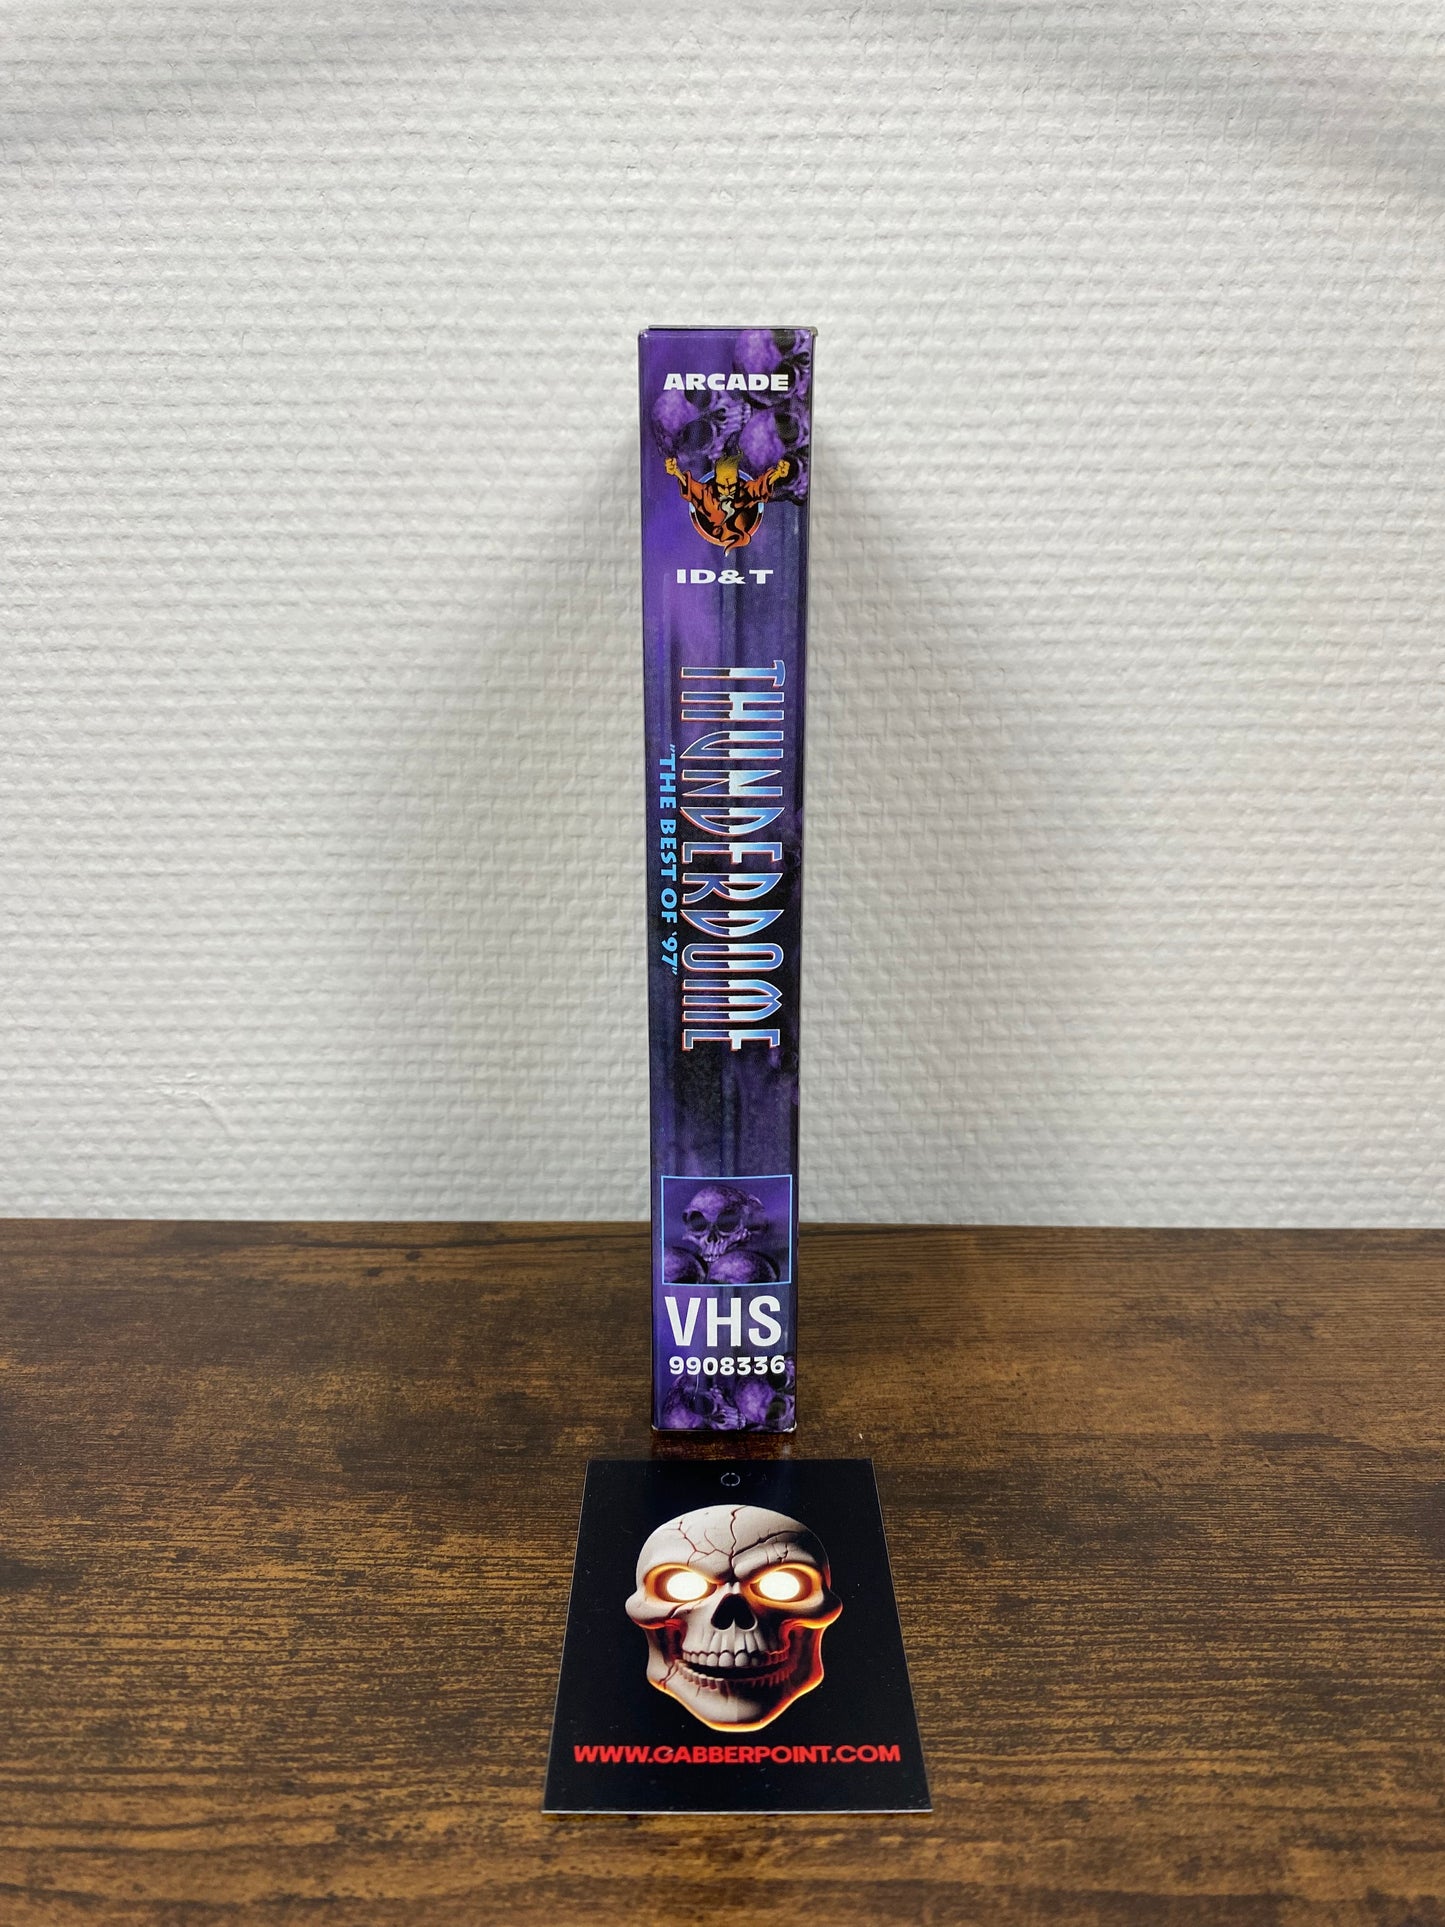 ARCADE
ID&T
THUNDERDOME
"THE BEST OF '97"
VHS
9908336
WWW.GABBERPOINT.COM